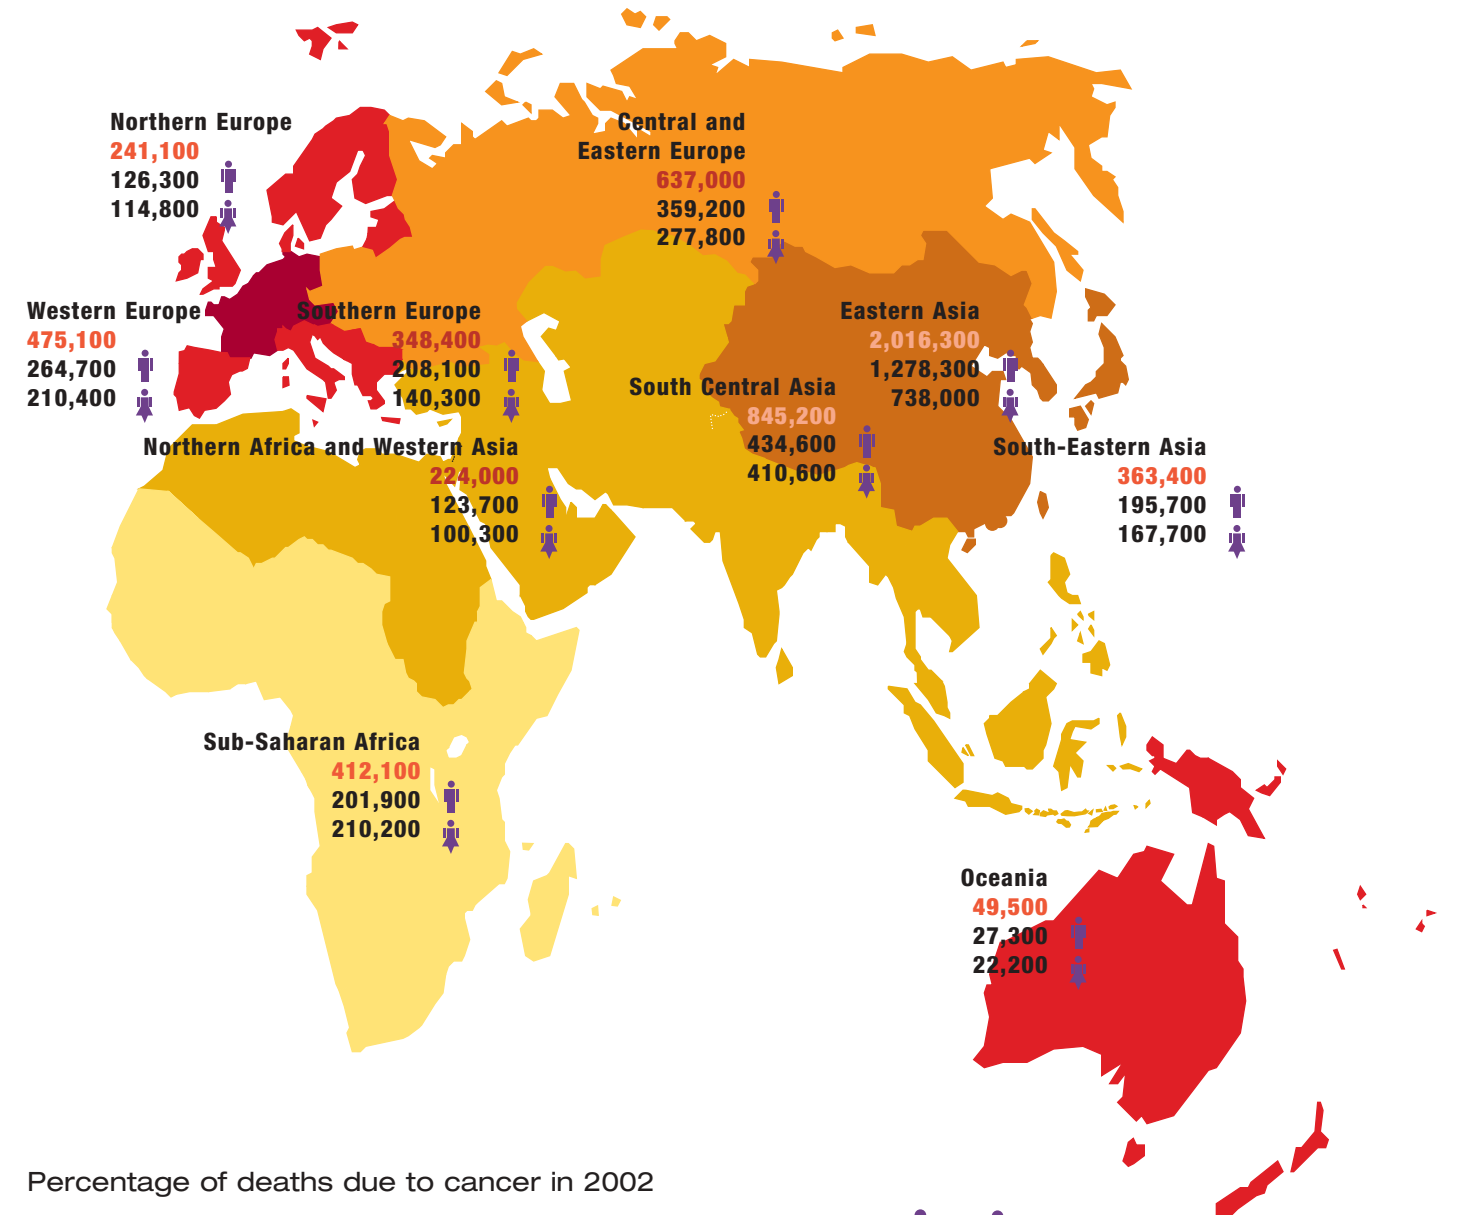 Northern Europe
241,100
126,300
114,800
Central and
Eastern Europe
637,000
359,200
277,800
Western Europe
475,100
264,700
210,400
Southern Europe
348,400
208,100
140,300
Eastern Asia
2,016,300
1,278,300
738,000
South Central Asia
845,200
434,600
410,600
Northern Africa and Western Asia
224,000
123,700
100,300
South-Eastern Asia
363,400
195,700
167,700
Sub-Saharan Africa
412,100
201,900
210,200
Oceania
49,500
27,300
22,200
Percentage of deaths due to cancer in 2002